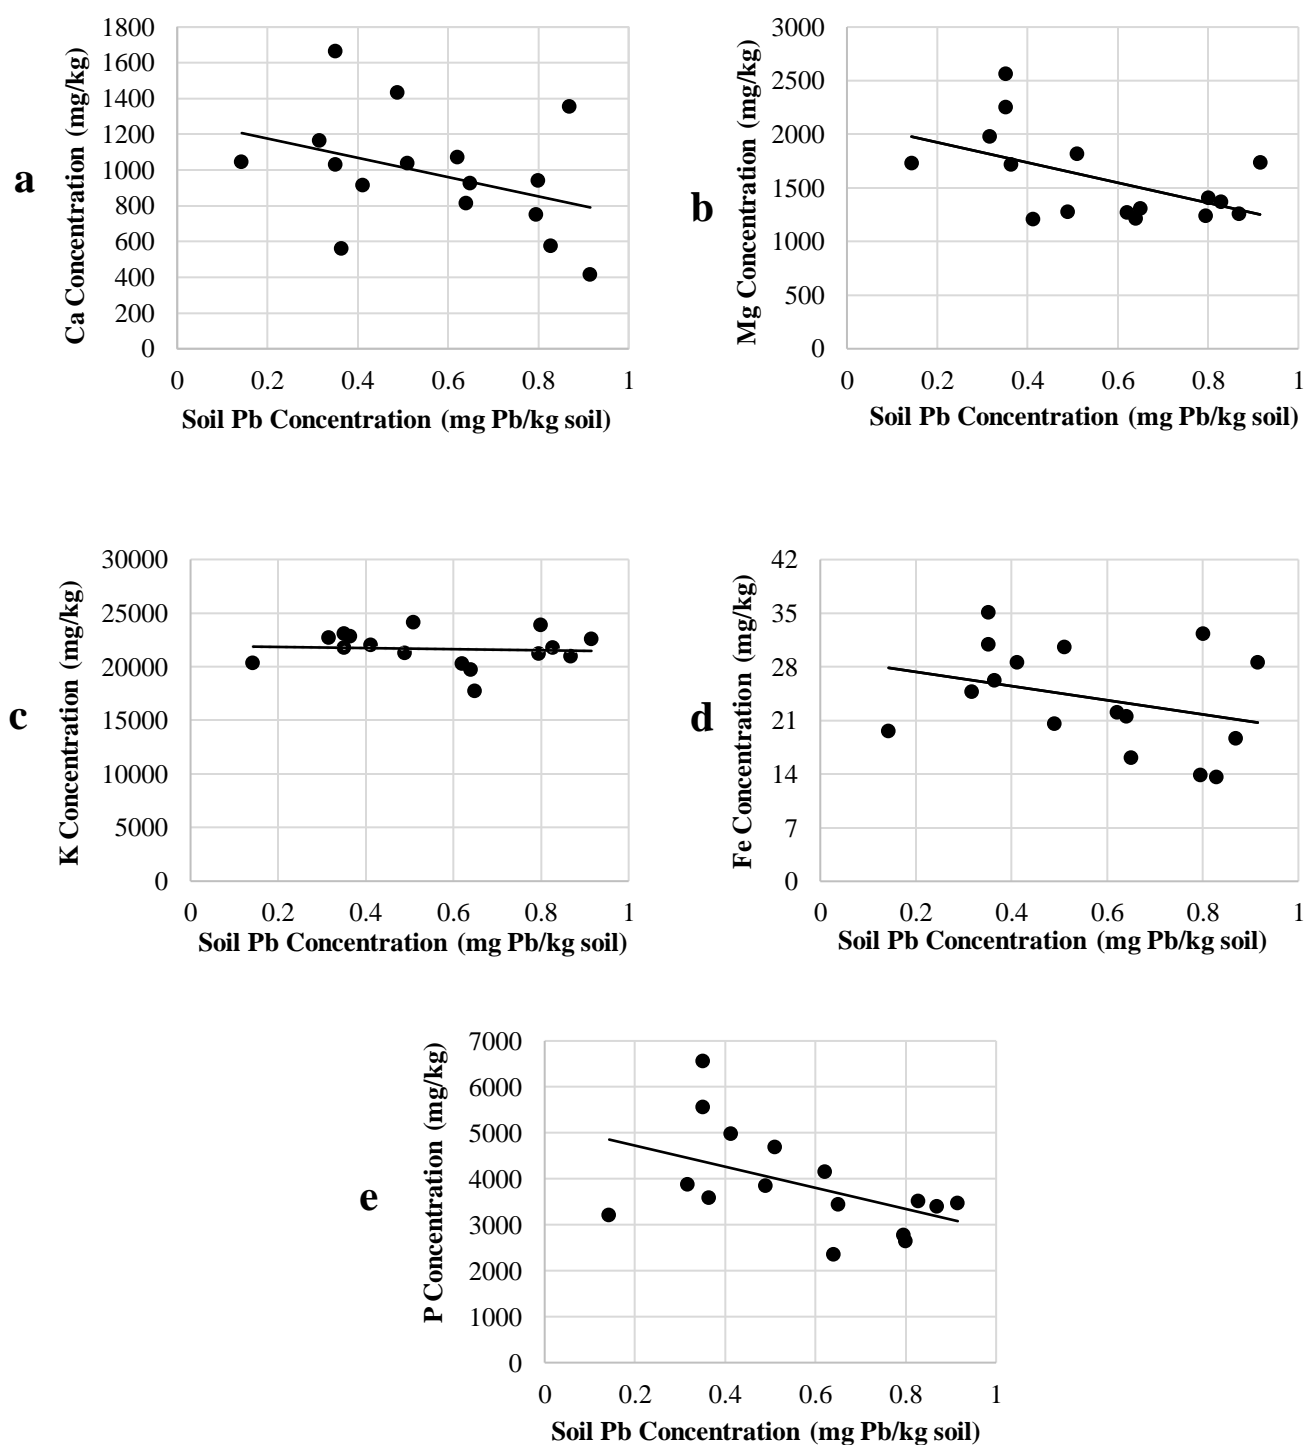 a
Ca Concentration (mg/kg)
1800
1600
1400
1200
1000
800
600
400
200
0
0 0.2 0.4 0.6 0.8 1
Soil Pb Concentration (mg Pb/kg soil)
b
Mg Concentration (mg/kg)
3000
2500
2000
1500
1000
500
0
0 0.2 0.4 0.6 0.8 1
Soil Pb Concentration (mg Pb/kg soil)
c
K Concentration (mg/kg)
30000
25000
20000
15000
10000
5000
0
0 0.2 0.4 0.6 0.8 1
Soil Pb Concentration (mg Pb/kg soil)
d
Fe Concentration (mg/kg)
42
35
28
21
14
7
0
0 0.2 0.4 0.6 0.8 1
Soil Pb Concentration (mg Pb/kg soil)
e
P Concentration (mg/kg)
7000
6000
5000
4000
3000
2000
1000
0
0 0.2 0.4 0.6 0.8 1
Soil Pb Concentration (mg Pb/kg soil)